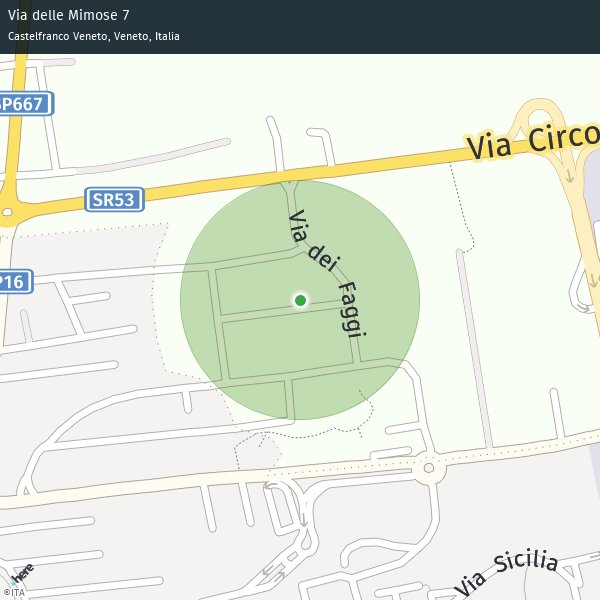 Via delle Mimose 7
Castelfranco Veneto, Veneto, Italia
SP667
Via Circo
SR53
Via dei Faggi
P16
Via Sicilia
here
©ITA